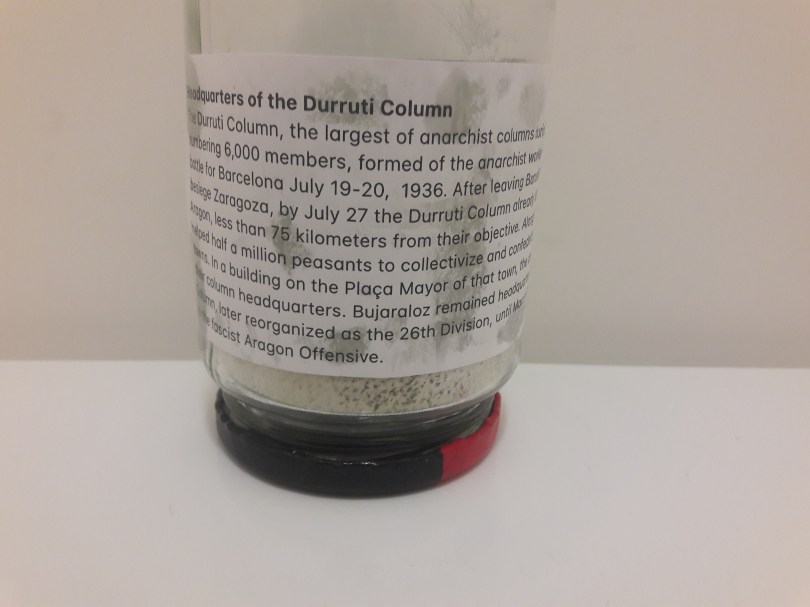 Headquarters of the Durruti Column
The Durruti Column, the largest of anarchist columns
numbering 6,000 members, formed of the anarchist
battle for Barcelona July 19-20, 1936. After leaving
besiege Zaragoza, by July 27 the Durruti Column already
Aragon, less than 75 kilometers from their objective.
helped half a million peasants to collectivize and
In a building on the Plaça Mayor of that town, the
column headquarters. Bujaraloz remained
later reorganized as the 26th Division, until
fascist Aragon Offensive.